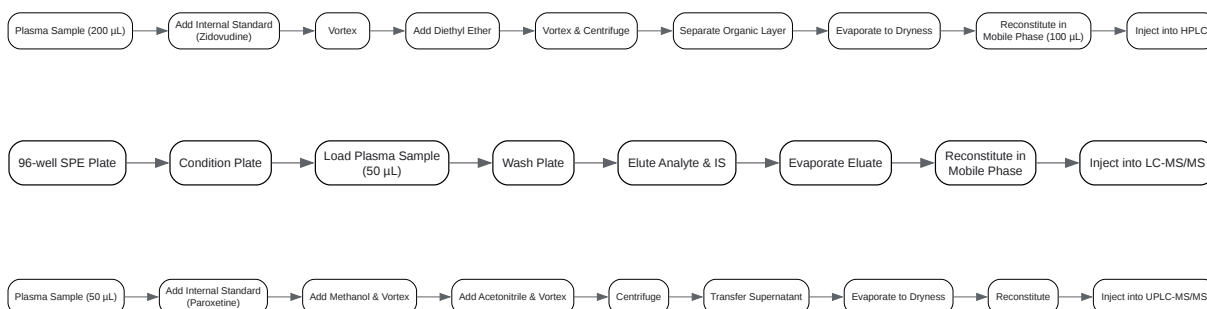 Plasma Sample (200 µL)
Add Internal Standard
(Zidovudine)
Vortex
Add Diethyl Ether
Vortex & Centrifuge
Separate Organic Layer
Evaporate to Dryness
Reconstitute in
Mobile Phase (100 µL)
Inject into HPLC
96-well SPE Plate
Condition Plate
Load Plasma Sample
(50 µL)
Wash Plate
Elute Analyte & IS
Evaporate Eluate
Reconstitute in
Mobile Phase
Inject into LC-MS/MS
Plasma Sample (50 µL)
Add Internal Standard
(Paroxetine)
Add Methanol & Vortex
Add Acetonitrile & Vortex
Centrifuge
Transfer Supernatant
Evaporate to Dryness
Reconstitute
Inject into UPLC-MS/MS